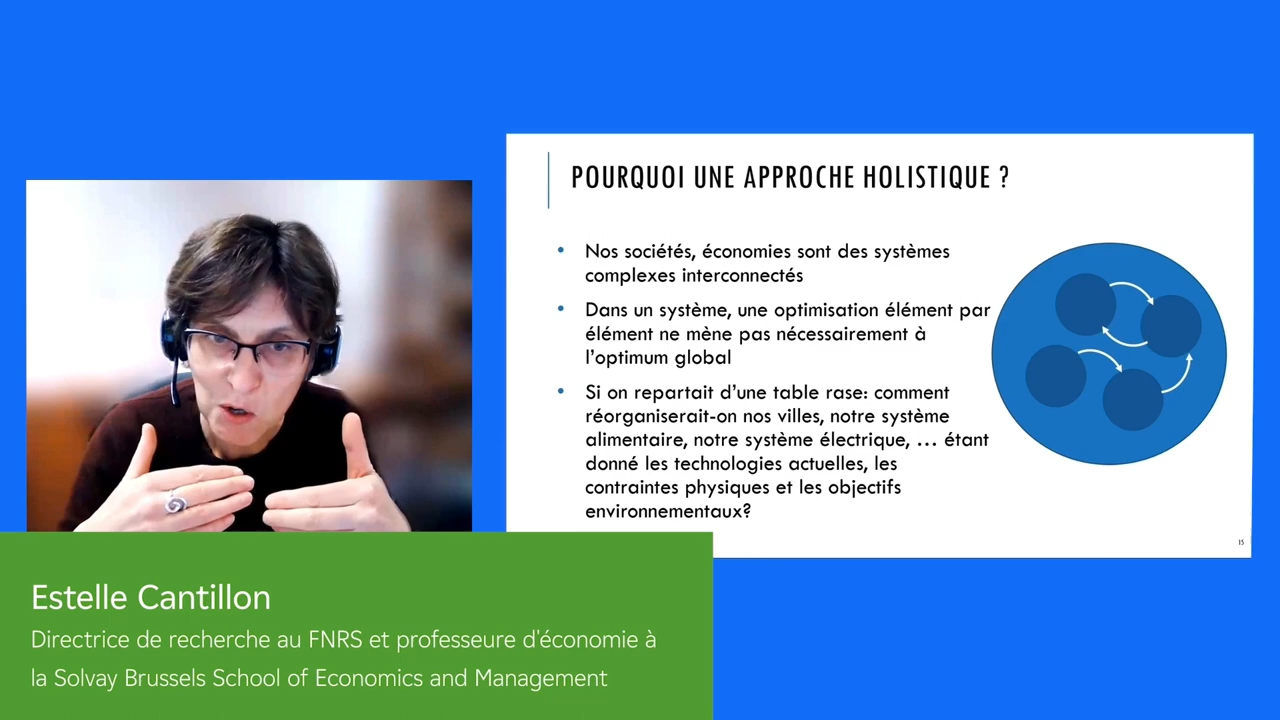 POURQUOI UNE APPROCHE HOLISTIQUE ?
• Nos sociétés, économies sont des systèmes
complexes interconnectés
• Dans un système, une optimisation élément par
élément ne mène pas nécessairement à
l'optimum global
• Si on repartait d'une table rase: comment
réorganiserait-on nos villes, notre système
alimentaire, notre système électrique, ... étant
donné les technologies actuelles, les
contraintes physiques et les objectifs
environnementaux?
15
Estelle Cantillon
Directrice de recherche au FNRS et professeure d'économie à
la Solvay Brussels School of Economics and Management